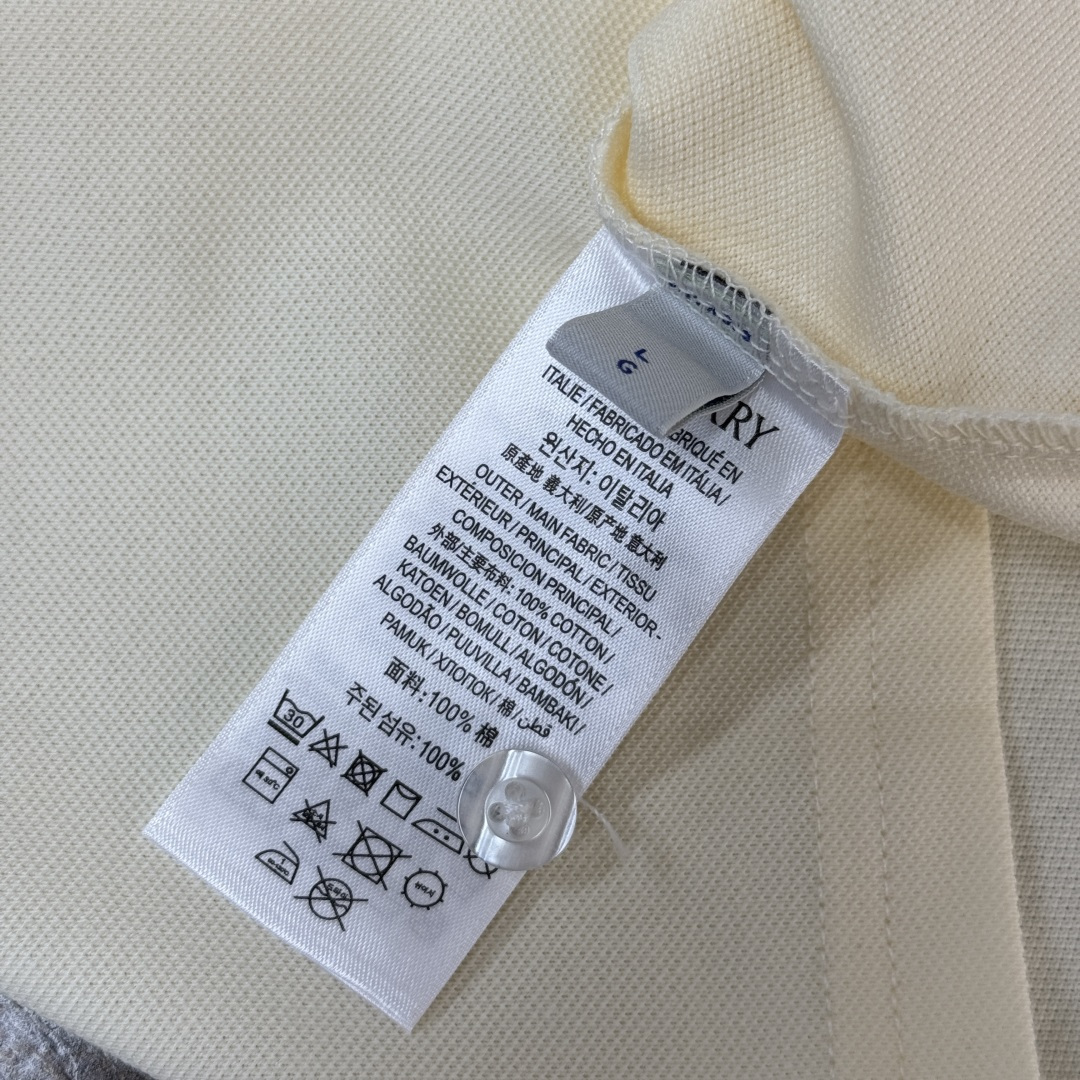 L
G
RRY
BRIQUÉ EN
ITALIE / FABRICADO EM ITÁLIA /
HECHO EN ITALIA
원산지: 이탈리아
原產地 義大利/原产地 意大利
OUTER / MAIN FABRIC / TISSU
EXTÉRIEUR / PRINCIPAL / EXTERIOR -
COMPOSICION PRINCIPAL /
外部/主要布料: 100% COTTON /
BAUMWOLLE / COTON / COTONE /
KATOEN / BOMULL / ALGODÓN /
ALGODÃO / PUUVILLA / BAMBAKI /
PAMUK / ХЛОПОК / 棉 / قطن
面料: 100% 棉
주된 섬유: 100%
30